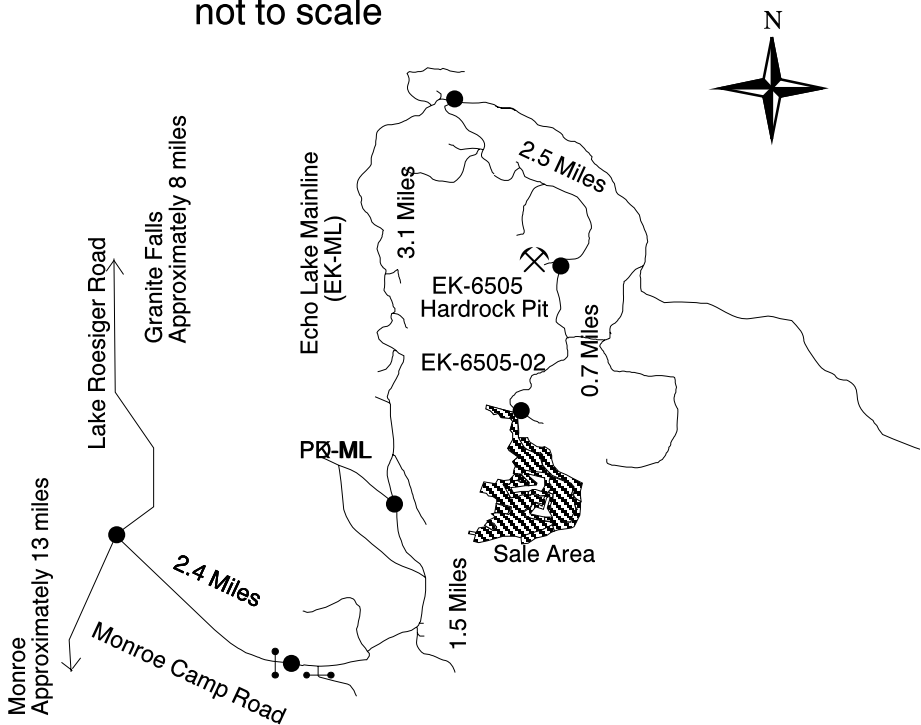 not to scale
N
2.5 Miles
3.1 Miles
Echo Lake Mainline
(EK-ML)
Granite Falls
Approximately 8 miles
Lake Roesiger Road
EK-6505
Hardrock Pit
0.7 Miles
EK-6505-02
-ML
Sale Area
Monroe
Approximately 13 miles
2.4 Miles
1.5 Miles
Monroe Camp Road